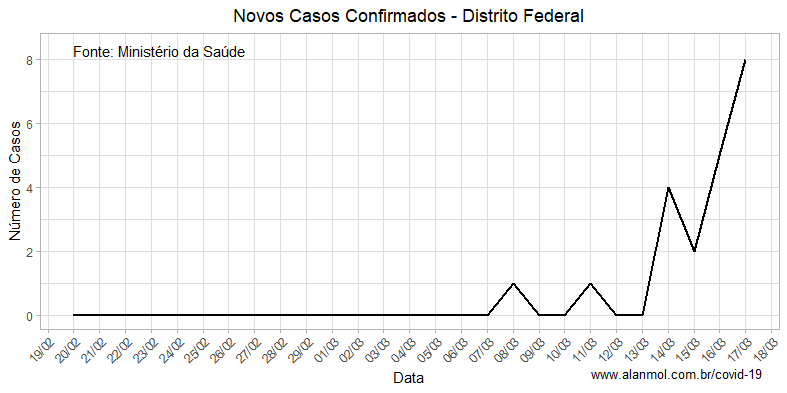 Novos Casos Confirmados - Distrito Federal
Fonte: Ministério da Saúde
Número de Casos
8
6
4
2
0
19/02 20/02 21/02 22/02 23/02 24/02 25/02 26/02 27/02 28/02 29/02 01/03 02/03 03/03 04/03 05/03 06/03 07/03 08/03 09/03 10/03 11/03 12/03 13/03 14/03 15/03 16/03 17/03 18/03
Data
www.alanmol.com.br/covid-19